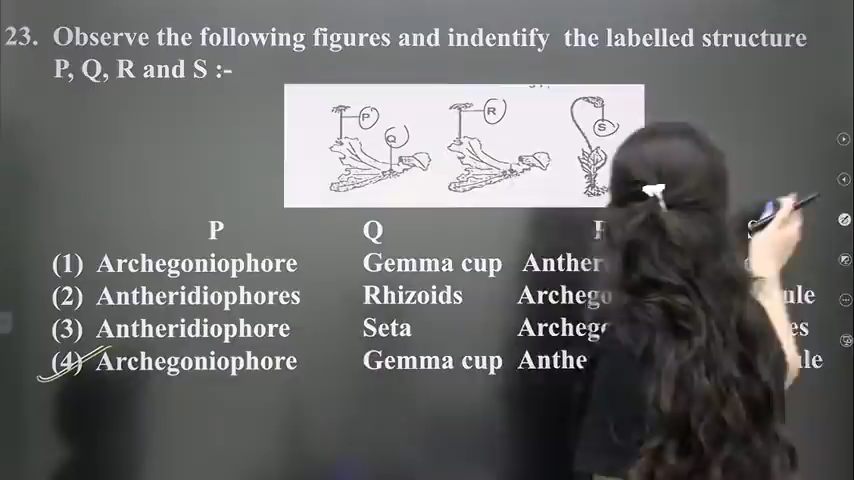 23. Observe the following figures and indentify the labelled structure
P, Q, R and S :-
P R S
Q
P Q
(1) Archegoniophore Gemma cup
(2) Antheridiophores Rhizoids
(3) Antheridiophore Seta
(4) Archegoniophore Gemma cup